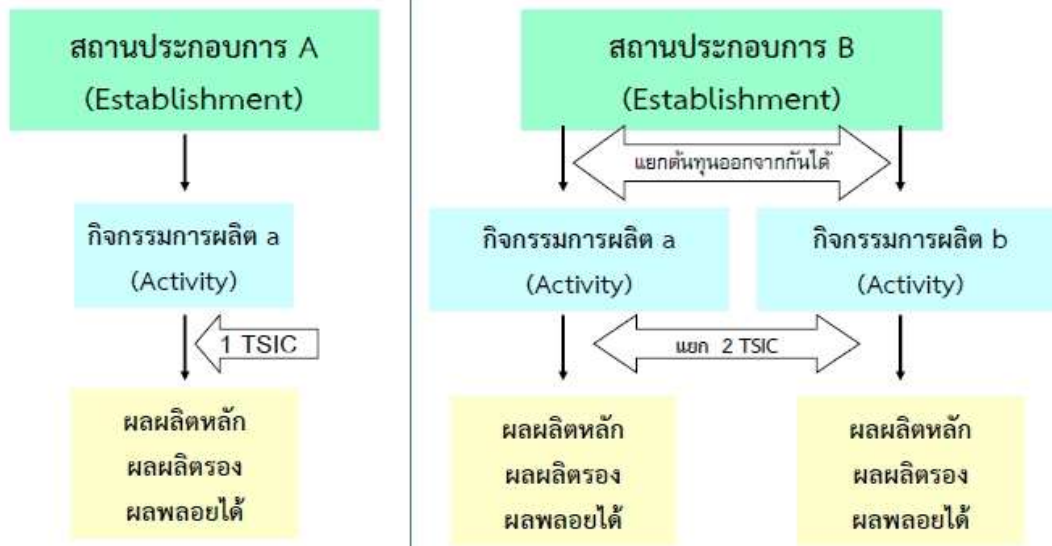 สถานประกอบการ A
(Establishment)
กิจกรรมการผลิต a
(Activity)
1 TSIC
ผลผลิตหลัก
ผลผลิตรอง
ผลพลอยได้
สถานประกอบการ B
(Establishment)
แยกต้นทุนออกจากกันได้
กิจกรรมการผลิต a
(Activity)
กิจกรรมการผลิต b
(Activity)
แยก 2 TSIC
ผลผลิตหลัก
ผลผลิตรอง
ผลพลอยได้
ผลผลิตหลัก
ผลผลิตรอง
ผลพลอยได้